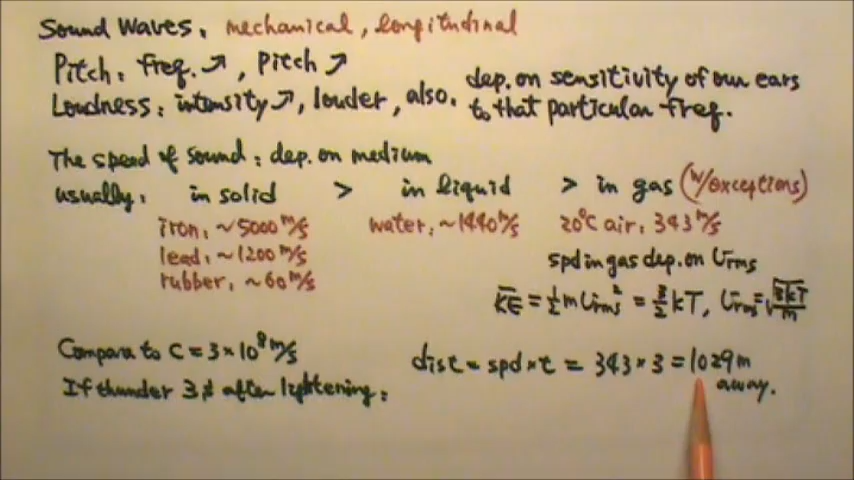 Sound Waves: mechanical, longitudinal
Pitch: freq. ↗, pitch ↗
Loudness: intensity ↗, louder, also. dep. on sensitivity of our ears
to that particular freq.
The speed of sound: dep. on medium
usually: in solid > in liquid > in gas (w/exceptions)
iron: ~5000 m/s water: ~1440 m/s 20°C air: 343 m/s
lead: ~1200 m/s
rubber: ~60 m/s
spd in gas dep. on Vrms
K̅E̅ = ½ m Vrms² = 3/2 kT, Vrms = √(3kT/m)
Compare to C = 3×10⁸ m/s
If thunder 3s after lightening:
dist = spd × t = 343 × 3 = 1029 m
away.